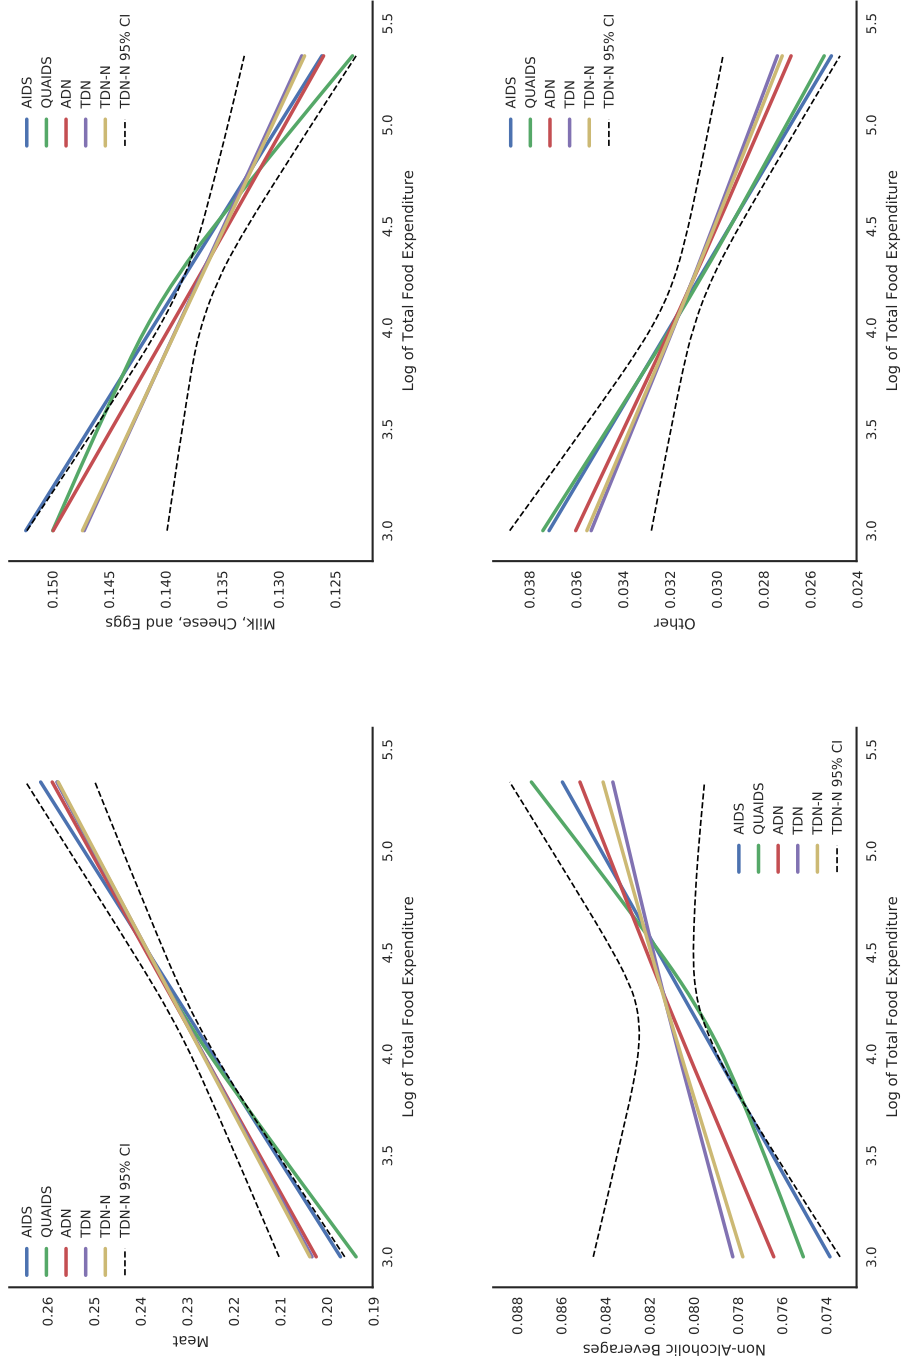 AIDS
QUAIDS
ADN
TDN
TDN-N
TDN-N 95% CI
0.26
0.25
0.24
0.23
0.22
0.21
0.20
0.19
Meat
3.0 3.5 4.0 4.5 5.0 5.5
Log of Total Food Expenditure
AIDS
QUAIDS
ADN
TDN
TDN-N
TDN-N 95% CI
0.150
0.145
0.140
0.135
0.130
0.125
Milk, Cheese, and Eggs
3.0 3.5 4.0 4.5 5.0 5.5
Log of Total Food Expenditure
AIDS
QUAIDS
ADN
TDN
TDN-N
TDN-N 95% CI
0.088
0.086
0.084
0.082
0.080
0.078
0.076
0.074
Non-Alcoholic Beverages
3.0 3.5 4.0 4.5 5.0 5.5
Log of Total Food Expenditure
AIDS
QUAIDS
ADN
TDN
TDN-N
TDN-N 95% CI
0.038
0.036
0.034
0.032
0.030
0.028
0.026
0.024
Other
3.0 3.5 4.0 4.5 5.0 5.5
Log of Total Food Expenditure